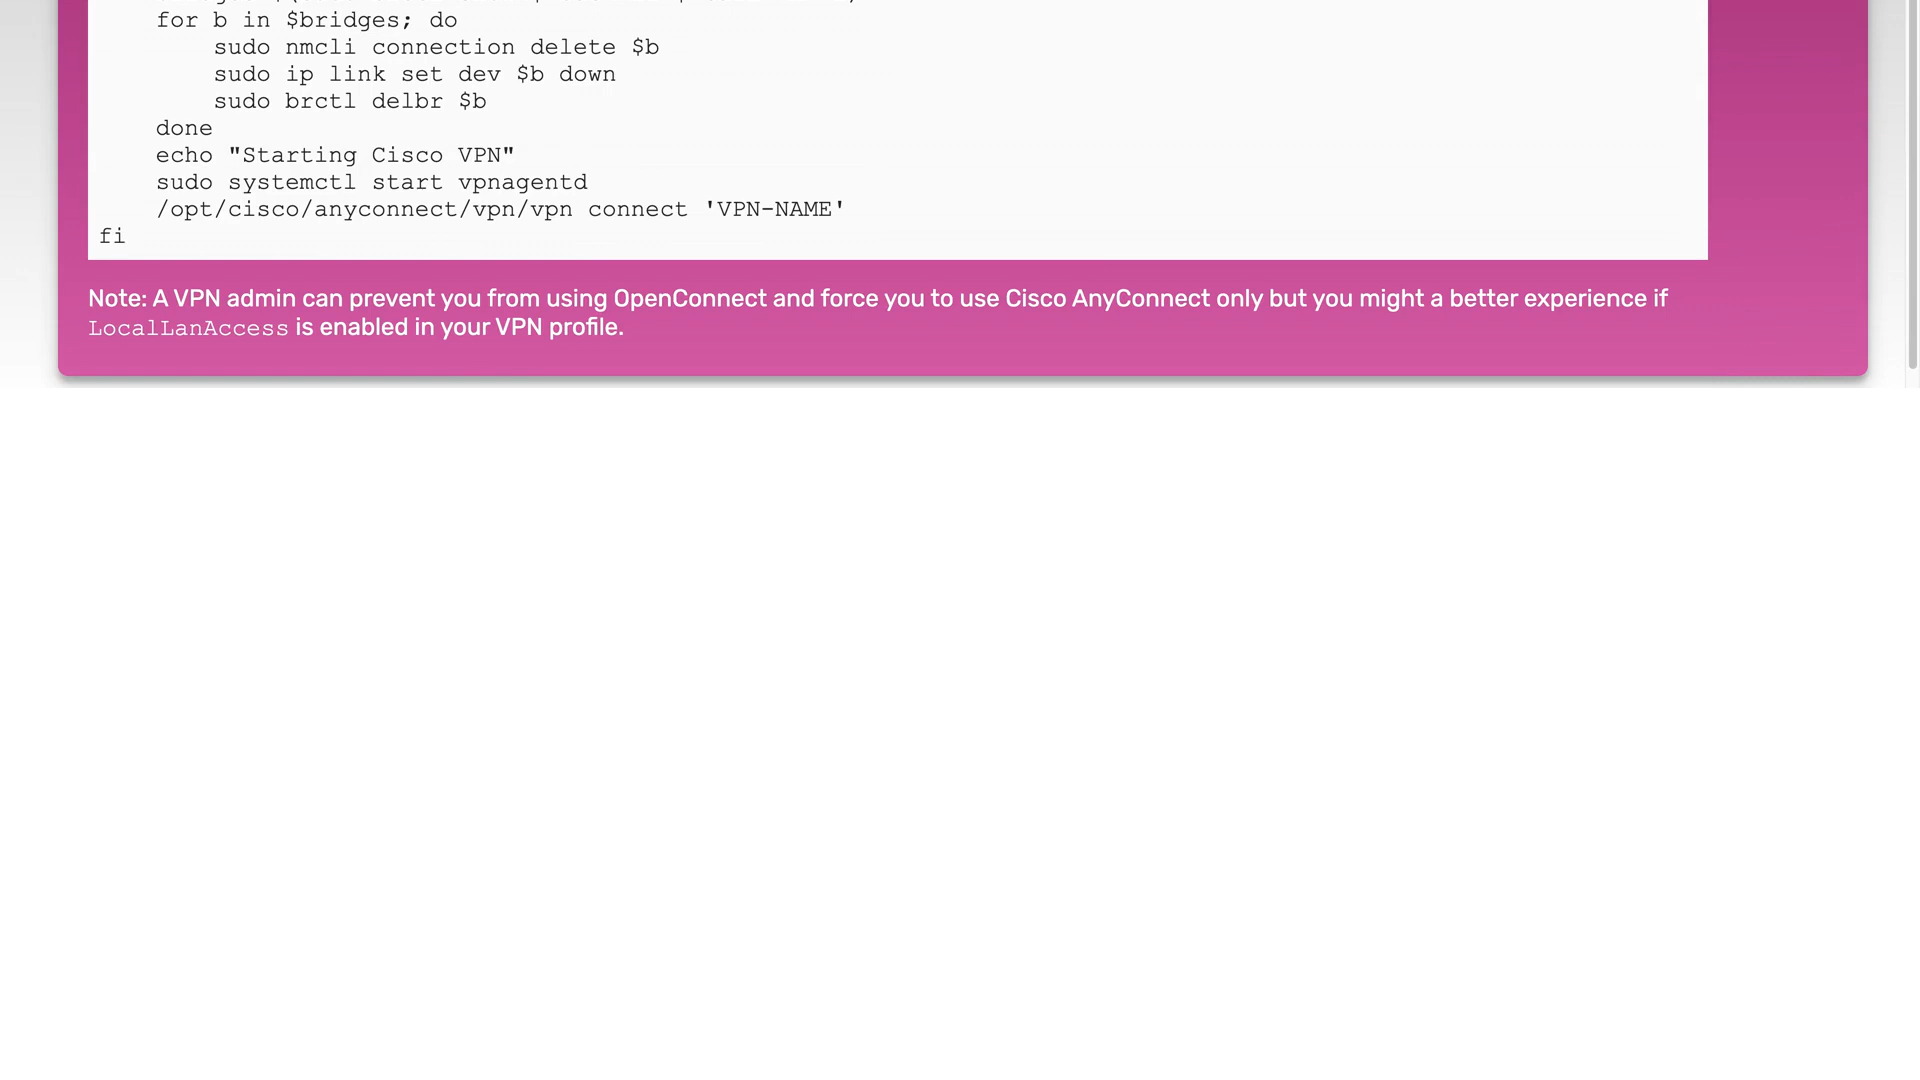 for b in $bridges; do
sudo nmcli connection delete $b
sudo ip link set dev $b down
sudo brctl delbr $b
done
echo "Starting Cisco VPN"
sudo systemctl start vpnagentd
/opt/cisco/anyconnect/vpn/vpn connect 'VPN-NAME'
fi
Note: A VPN admin can prevent you from using OpenConnect and force you to use Cisco AnyConnect only but you might a better experience if
LocalLanAccess is enabled in your VPN profile.